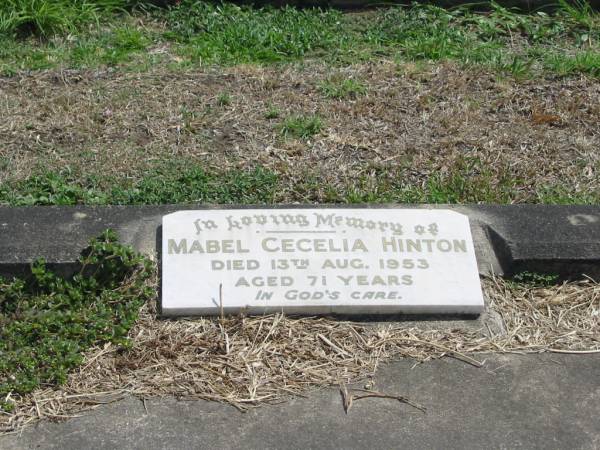 In Loving Memory of
Mabel Cecelia Hinton
Died 13th Aug. 1953
Aged 71 Years
In God's Care.